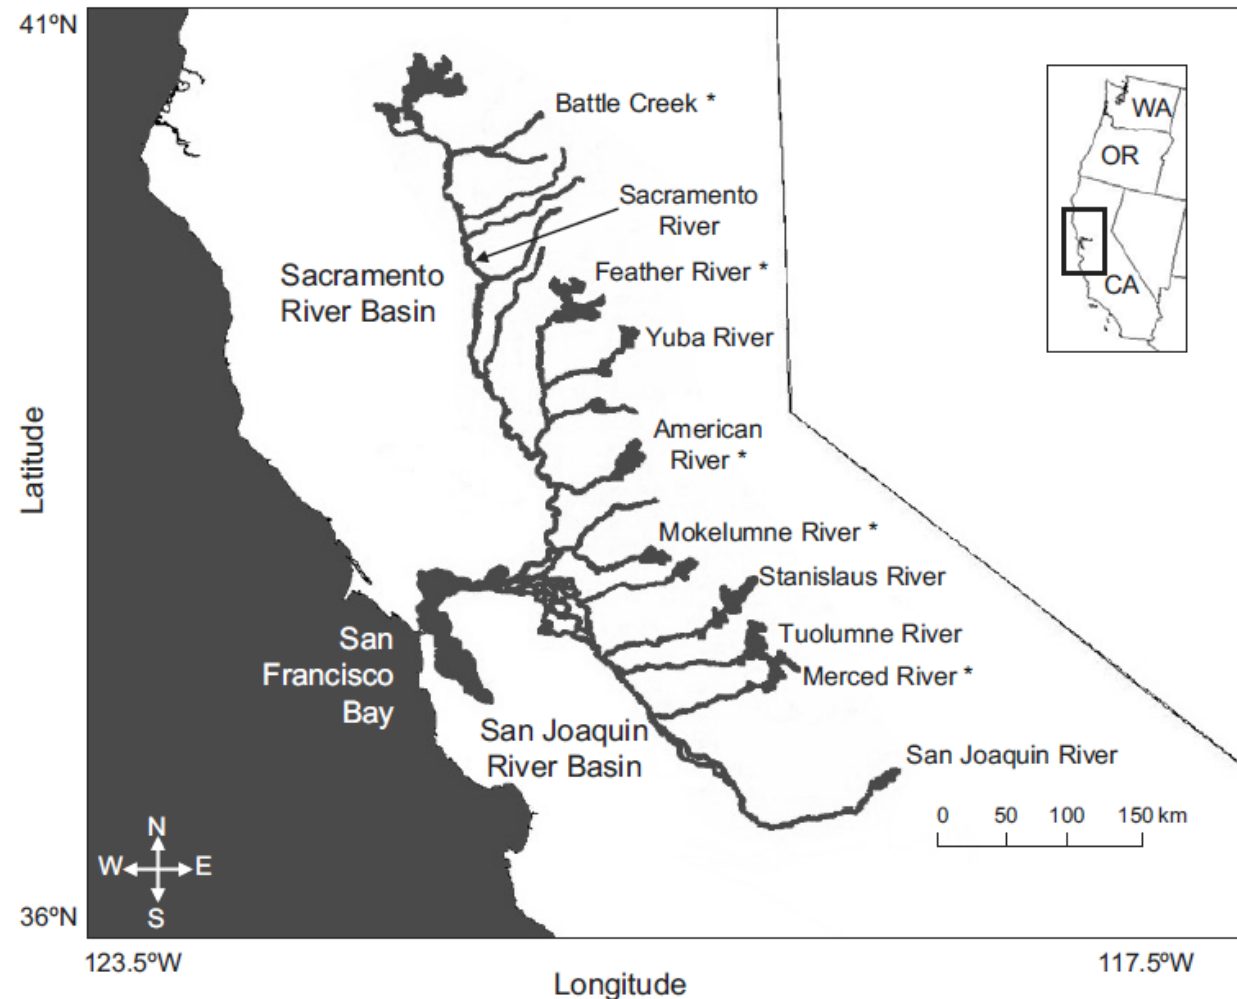 41ºN
Battle Creek *
WA
OR
Sacramento
River
Sacramento
River Basin
Feather River *
CA
Yuba River
American
River *
Latitude
Mokelumne River *
Stanislaus River
Tuolumne River
San
Francisco
Bay
Merced River *
San Joaquin
River Basin
San Joaquin River
0 50 100 150 km
N
W E
S
36ºN
123.5ºW
117.5ºW
Longitude